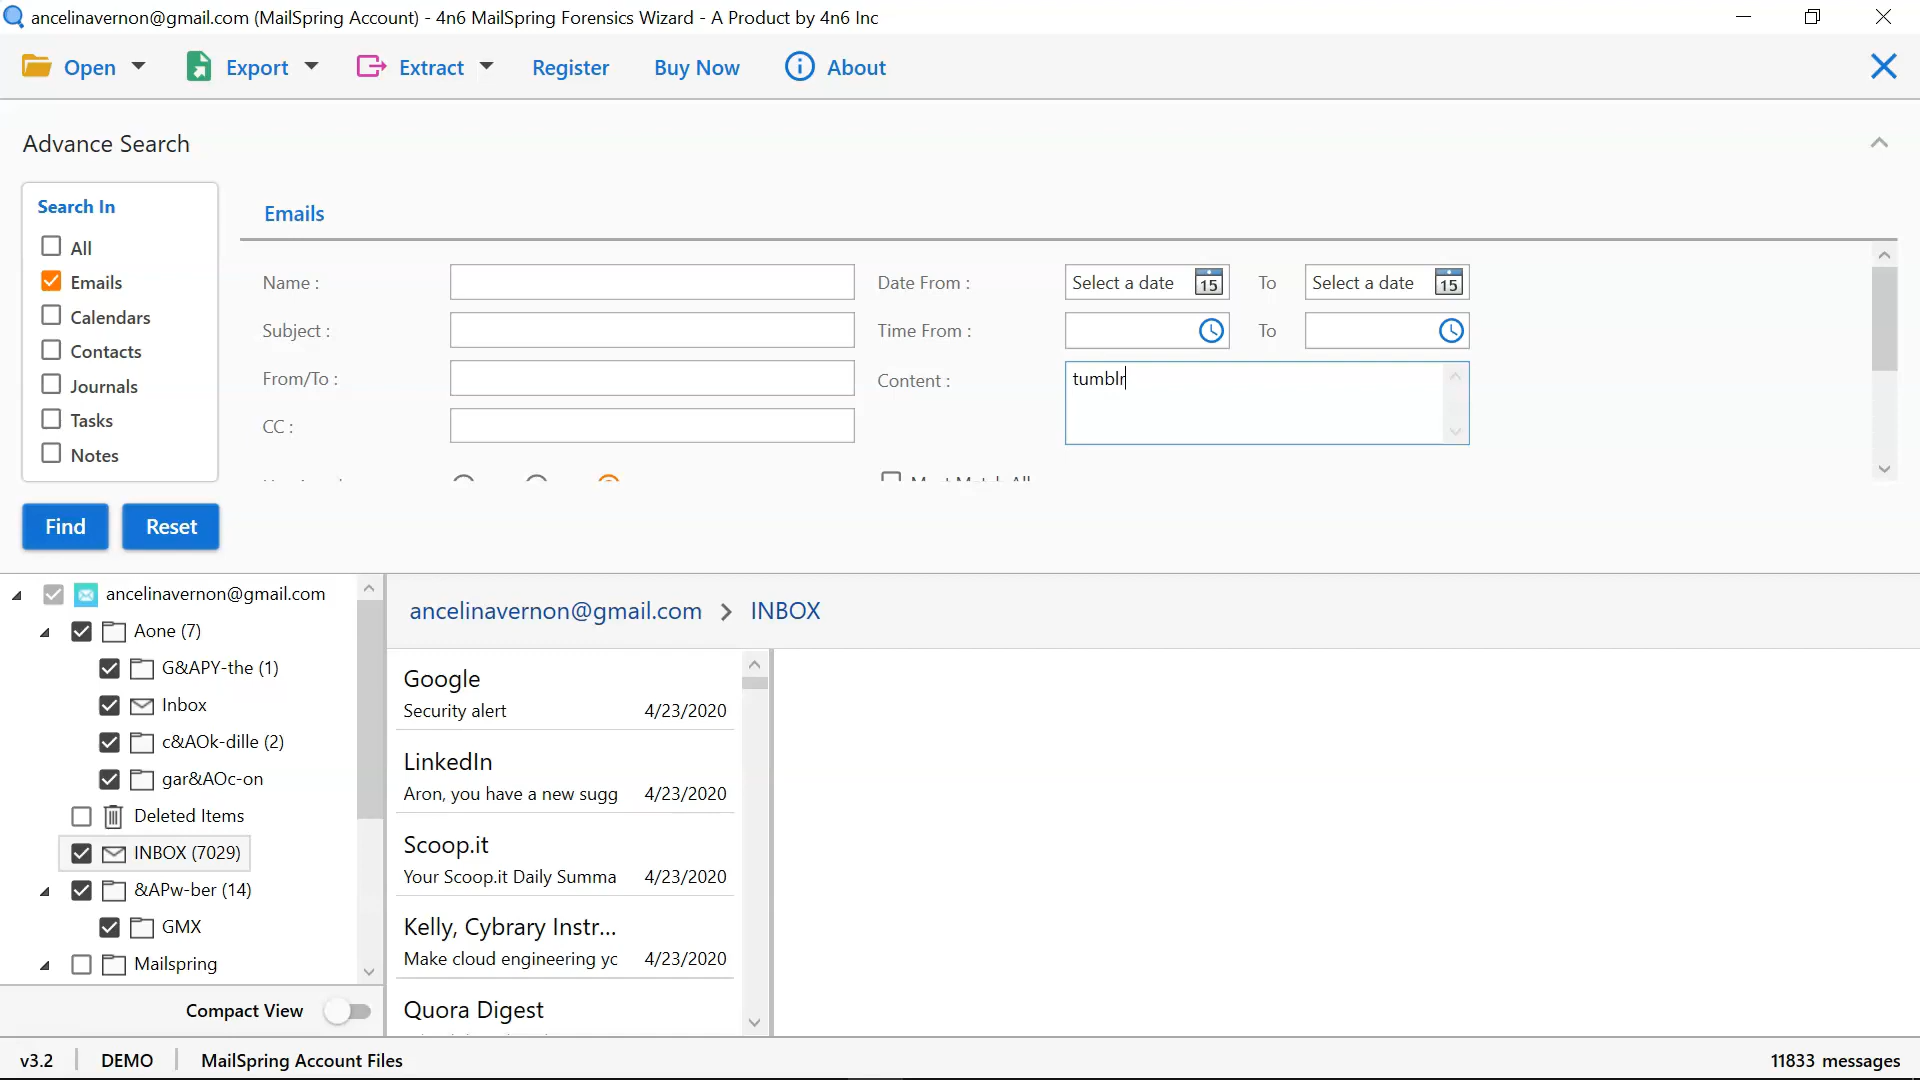 ancelinavernon@gmail.com (MailSpring Account) - 4n6 MailSpring Forensics Wizard - A Product by 4n6 Inc
Open Export Extract Register Buy Now About
Advance Search
Search In
All
Emails
Calendars
Contacts
Journals
Tasks
Notes
Emails
Name :
Subject :
From/To :
CC :
Date From : Select a date 15 To Select a date 15
Time From : To
Content : tumblr
Must Match All
Find Reset
ancelinavernon@gmail.com
Aone (7)
G&APY-the (1)
Inbox
c&AOk-dille (2)
gar&AOc-on
Deleted Items
INBOX (7029)
&APw-ber (14)
GMX
Mailspring
Compact View
ancelinavernon@gmail.com > INBOX
Google
Security alert 4/23/2020
LinkedIn
Aron, you have a new sugg 4/23/2020
Scoop.it
Your Scoop.it Daily Summa 4/23/2020
Kelly, Cybrary Instr...
Make cloud engineering yc 4/23/2020
Quora Digest
v3.2 DEMO MailSpring Account Files 11833 messages